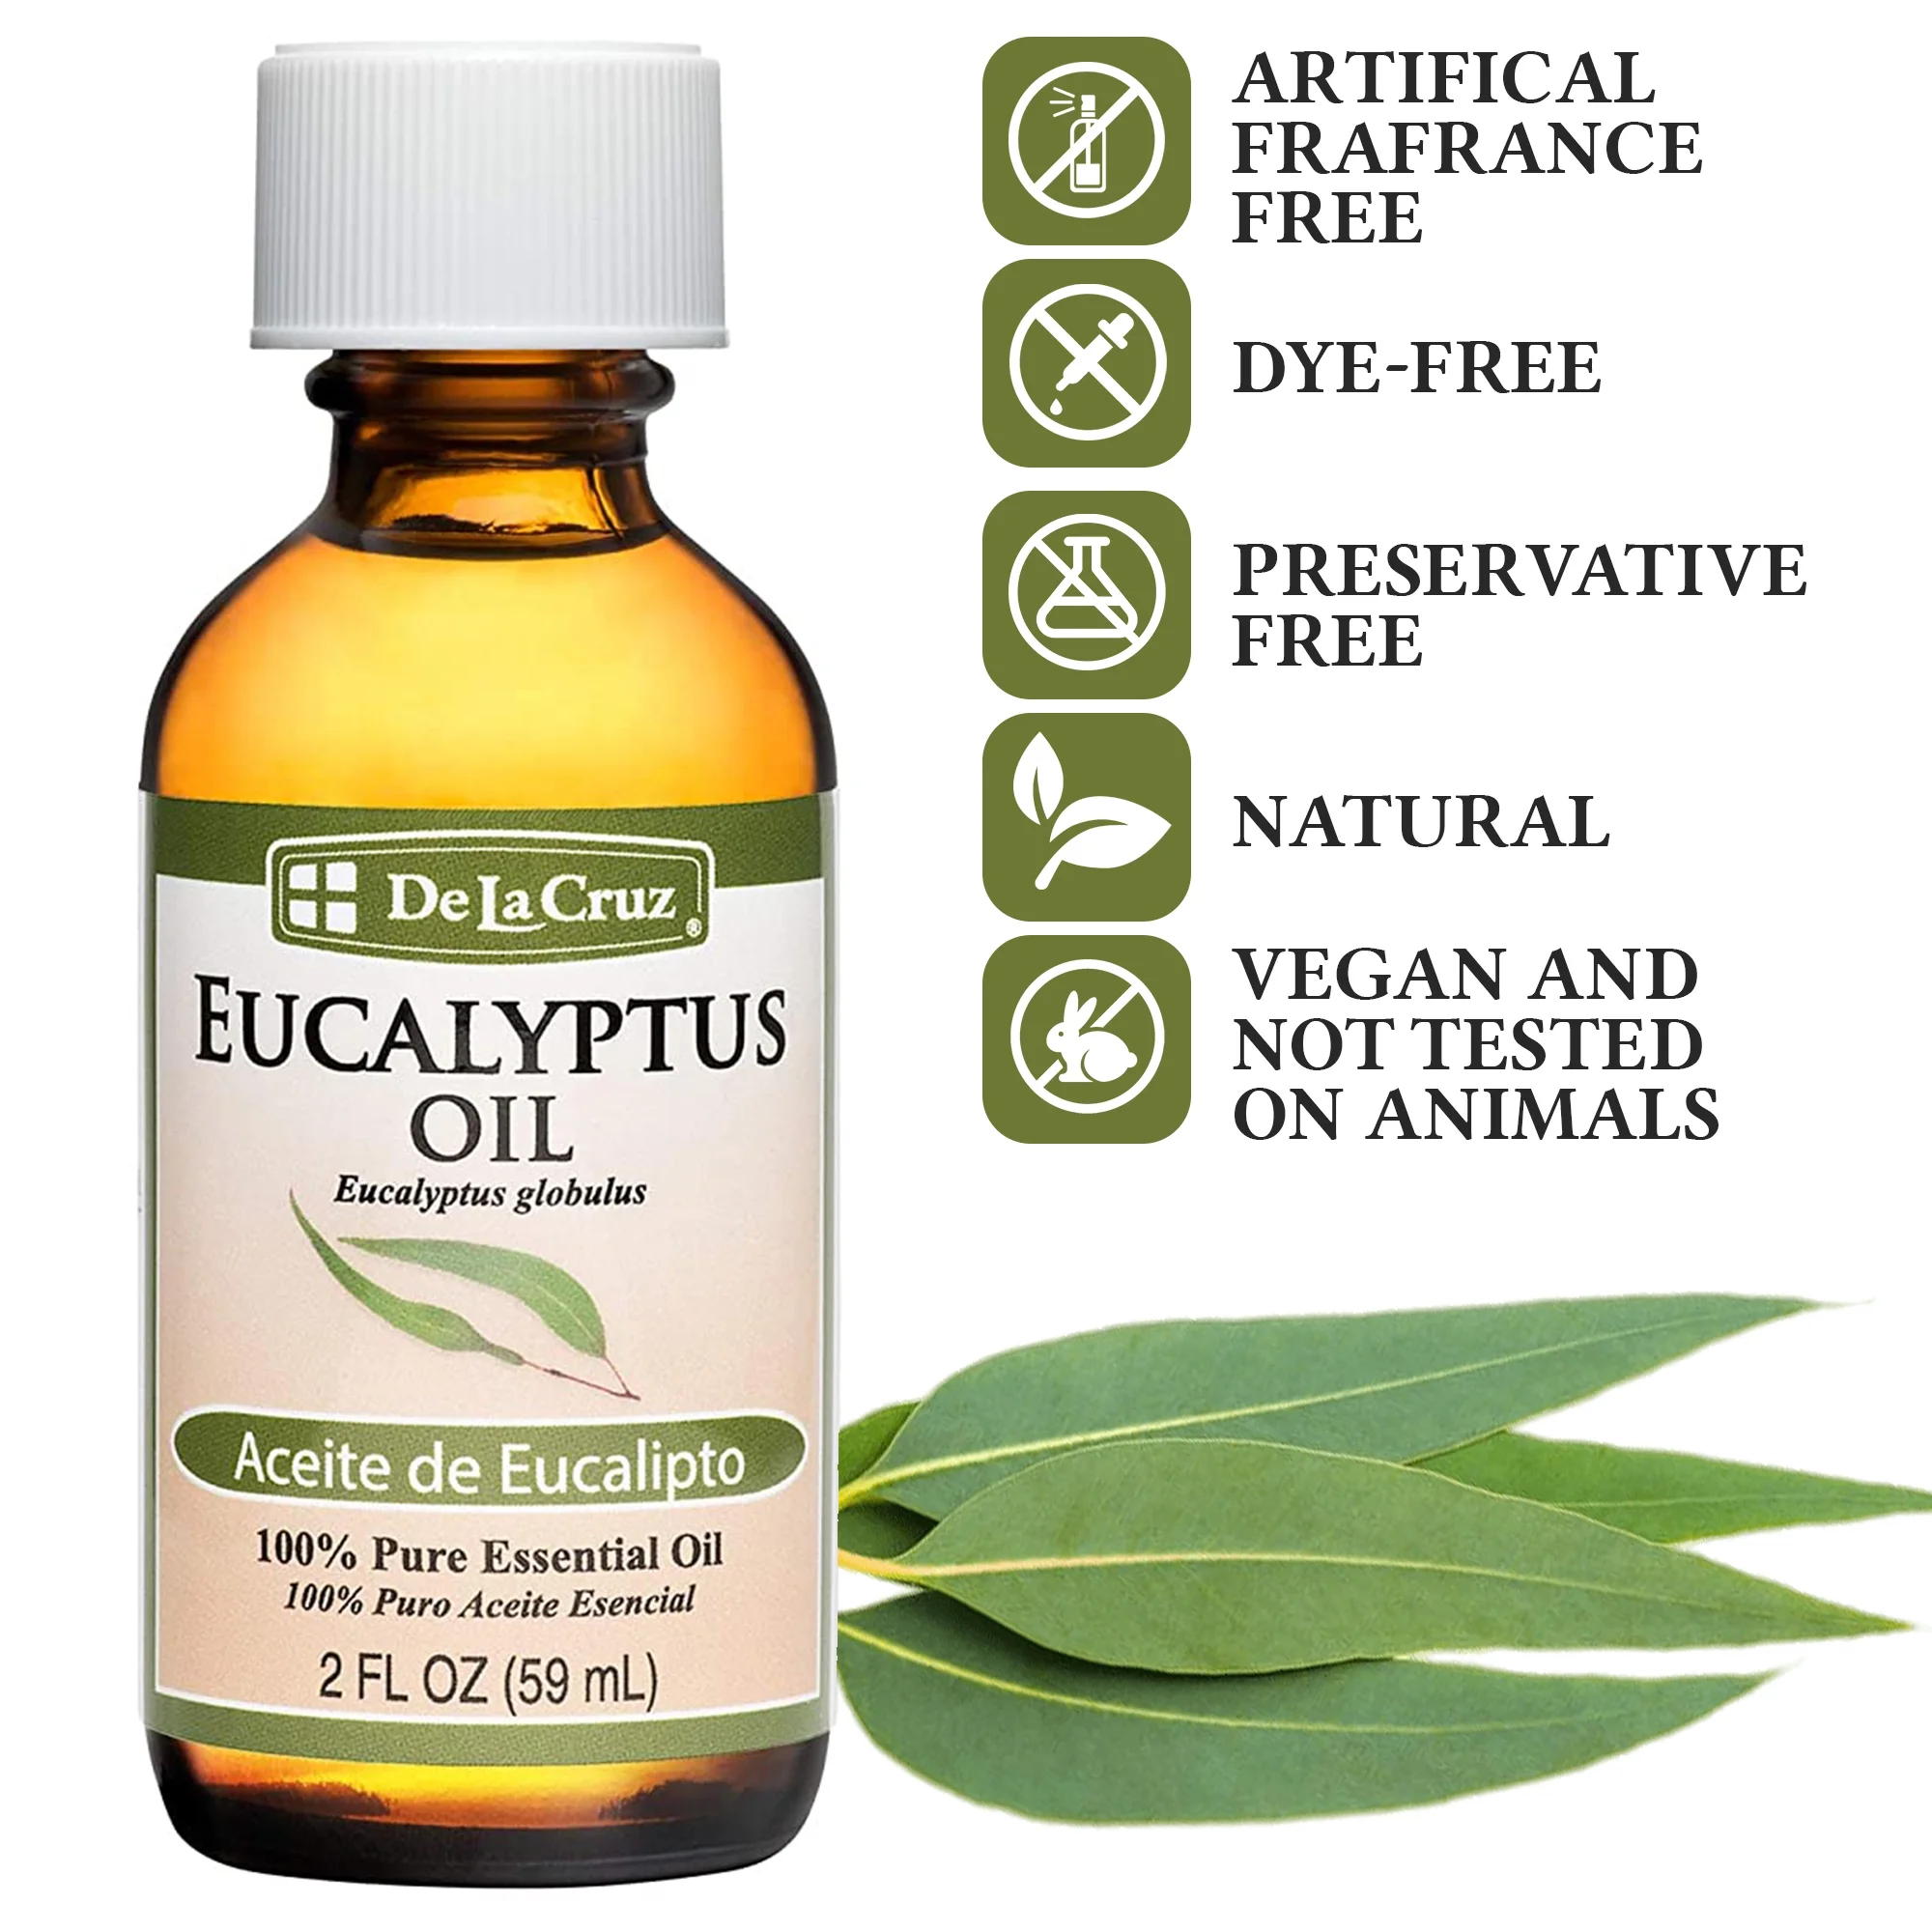 De La Cruz®
EUCALYPTUS
OIL
Eucalyptus globulus
Aceite de Eucalipto
100% Pure Essential Oil
100% Puro Aceite Esencial
2 FL OZ (59 mL)
ARTIFICAL
FRAFRANCE
FREE
DYE-FREE
PRESERVATIVE
FREE
NATURAL
VEGAN AND
NOT TESTED
ON ANIMALS